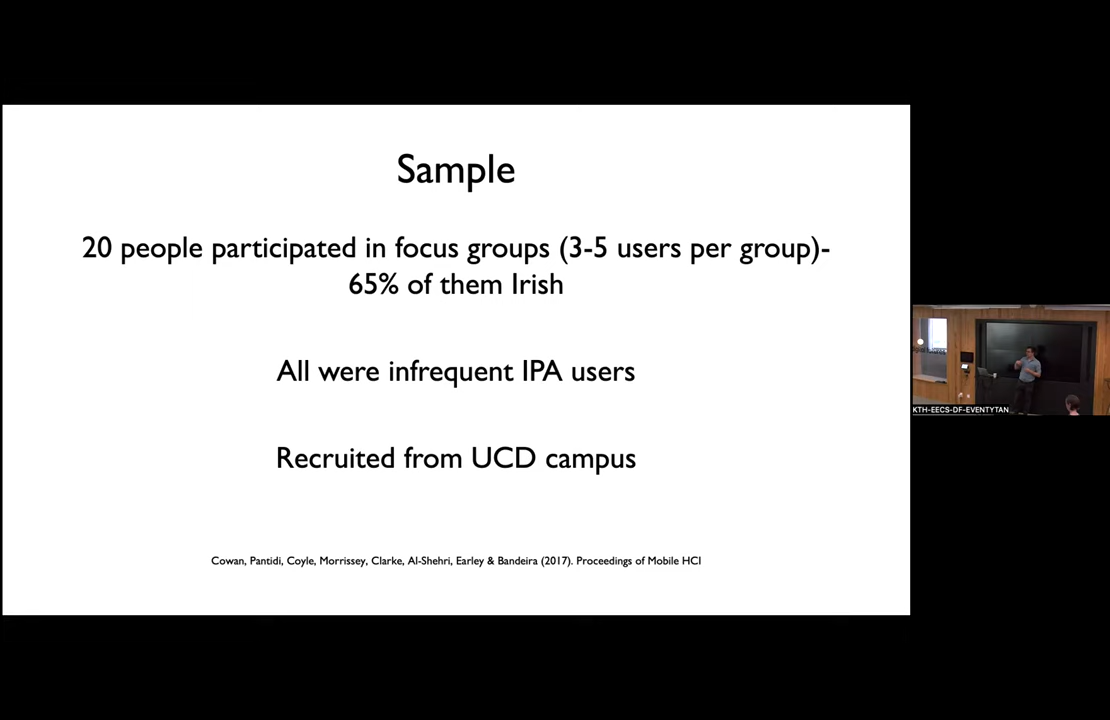 Sample
20 people participated in focus groups (3-5 users per group)-
65% of them Irish
All were infrequent IPA users
Recruited from UCD campus
Cowan, Pantidi, Coyle, Morrissey, Clarke, Al-Shehri, Earley & Bandeira (2017). Proceedings of Mobile HCI
KTH-EECS-DF-EVENTYTAN